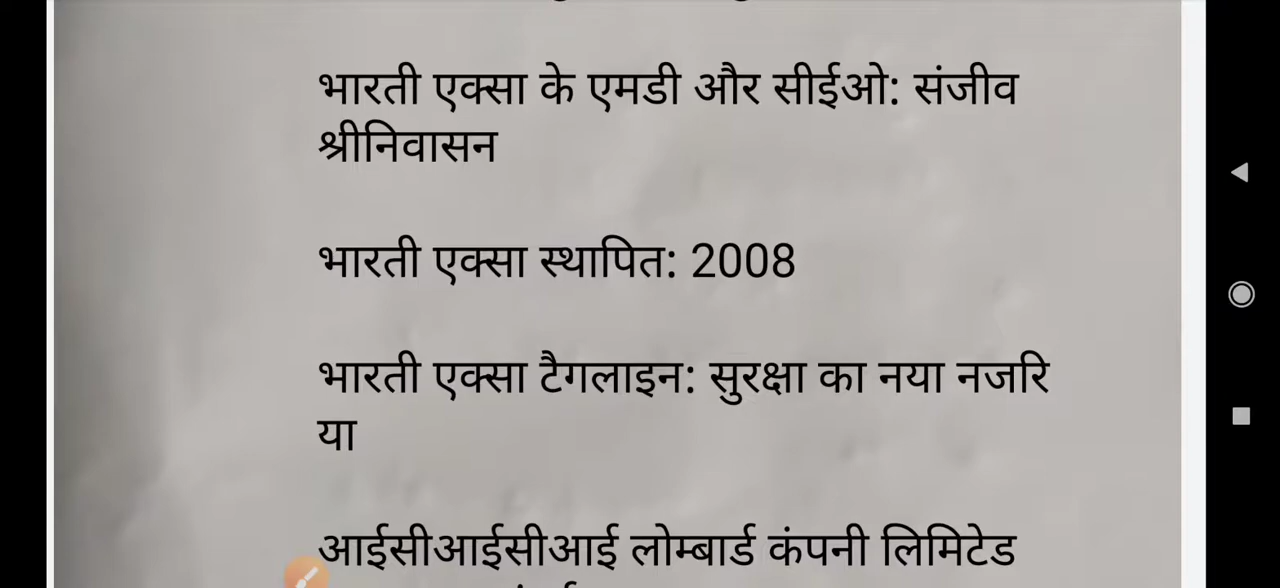 भारती एक्सा के एमडी और सीईओ: संजीव
श्रीनिवासन
भारती एक्सा स्थापित: 2008
भारती एक्सा टैगलाइन: सुरक्षा का नया नजरि
या
आईसीआईसीआई लोम्बार्ड कंपनी लिमिटेड